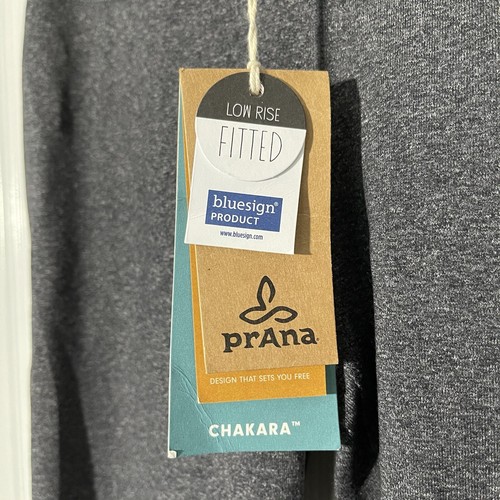 LOW RISE
FITTED
bluesign®
PRODUCT
www.bluesign.com
prAna
DESIGN THAT SETS YOU FREE
CHAKARA™